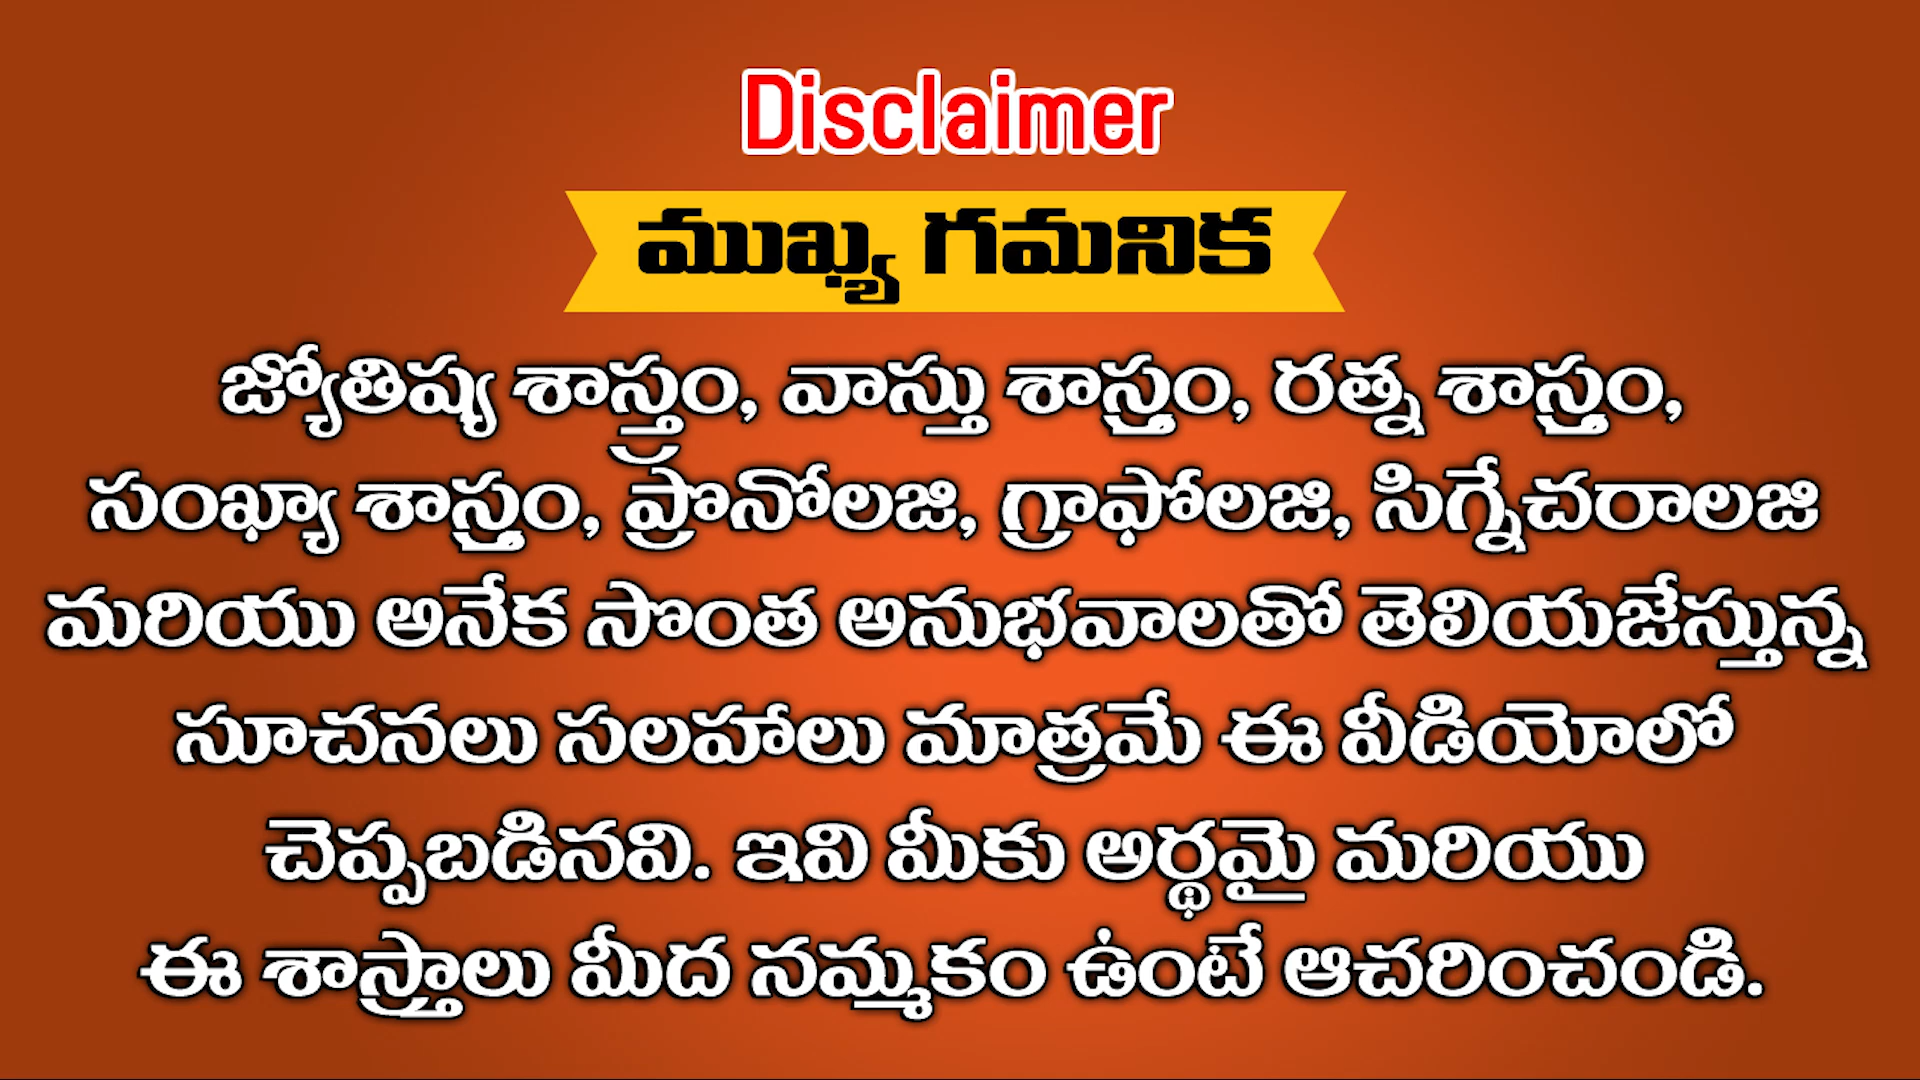 Disclaimer
ముఖ్య గమనిక
జ్యోతిష్య శాస్త్రం, వాస్తు శాస్త్రం, రత్న శాస్త్రం,
సంఖ్యా శాస్త్రం, ప్రొనోలజి, గ్రాఫోలజి, సిగ్నేచరాలజి
మరియు అనేక సొంత అనుభవాలతో తెలియజేస్తున్న
సూచనలు సలహాలు మాత్రమే ఈ వీడియోలో
చెప్పబడినవి. ఇవి మీకు అర్థమై మరియు
ఈ శాస్త్రాలు మీద నమ్మకం ఉంటే ఆచరించండి.